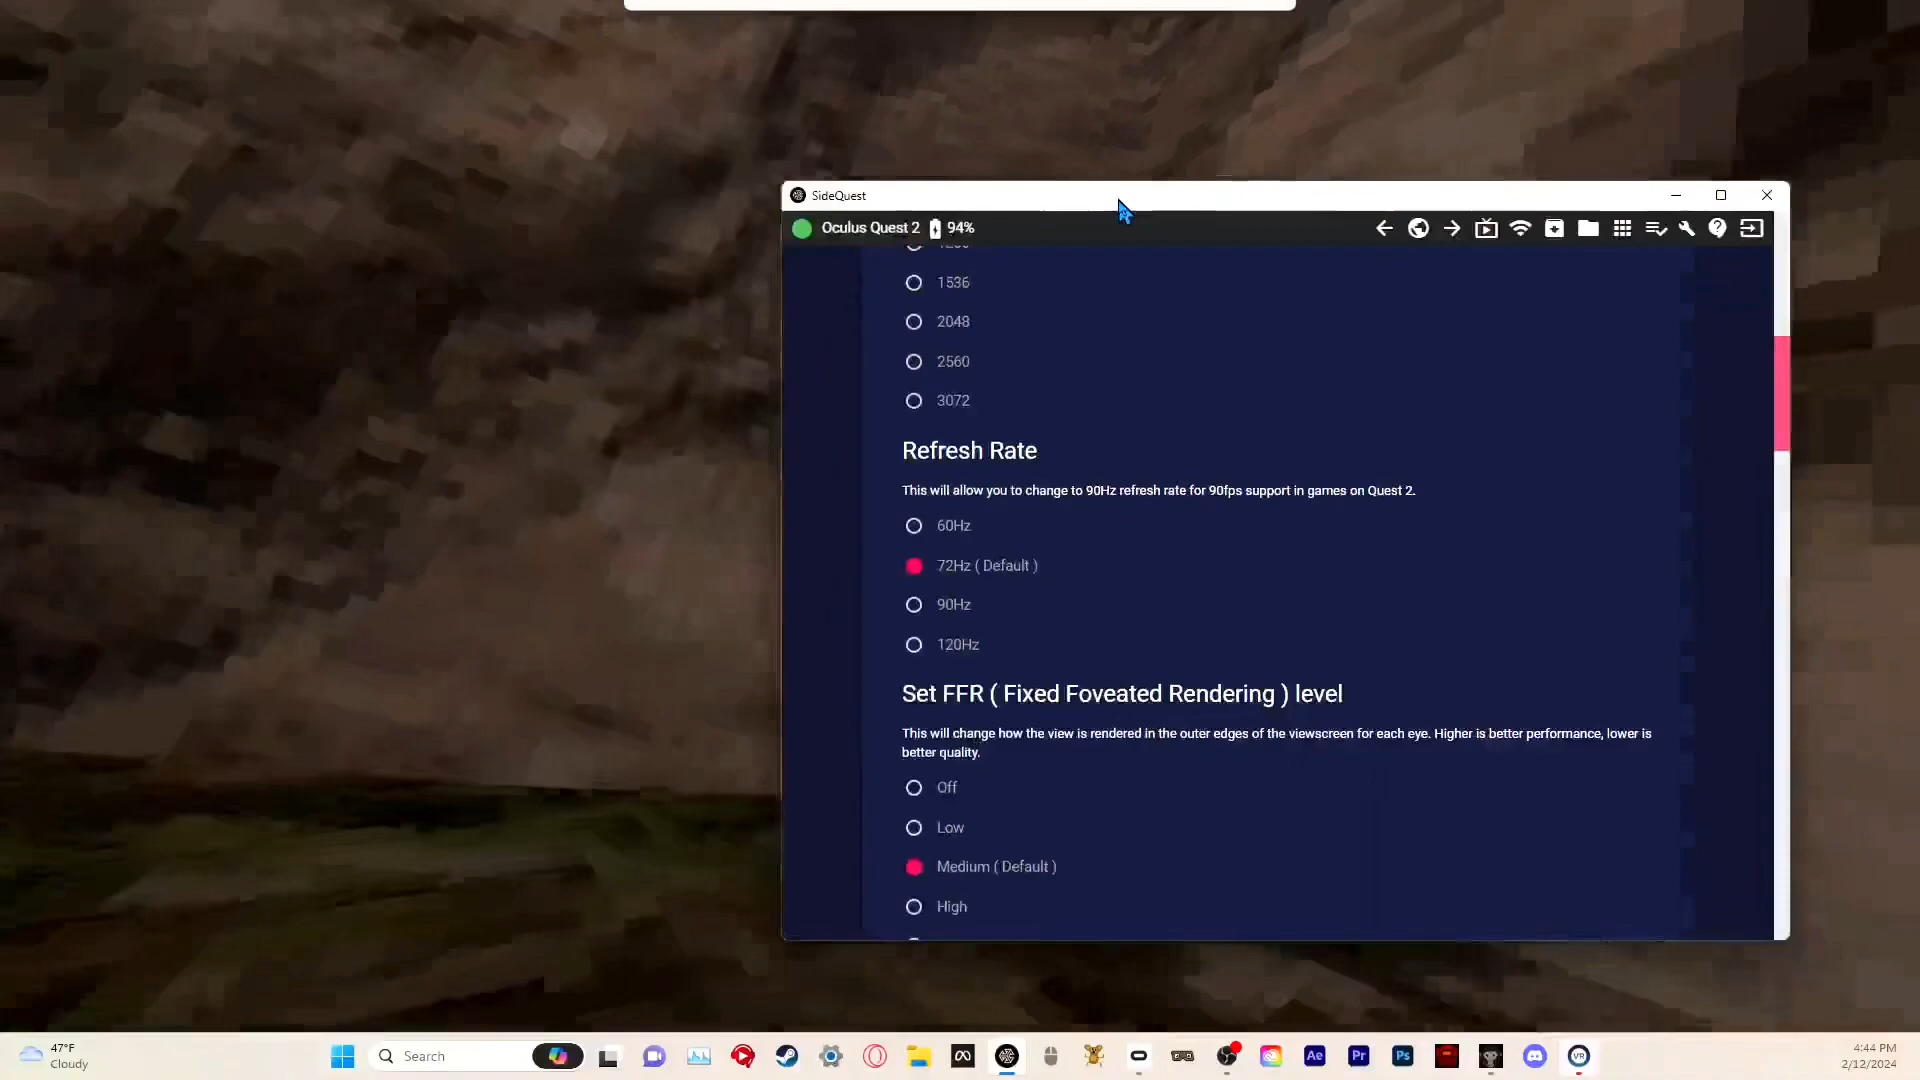 SideQuest
Oculus Quest 2 94%
1536
2048
2560
3072
Refresh Rate
This will allow you to change to 90Hz refresh rate for 90fps support in games on Quest 2.
60Hz
72Hz ( Default )
90Hz
120Hz
Set FFR ( Fixed Foveated Rendering ) level
This will change how the view is rendered in the outer edges of the viewscreen for each eye. Higher is better performance, lower is
better quality.
Off
Low
Medium ( Default )
High
47°F
Cloudy
Search
Ae
Pr
Ps
VR
4:44 PM
2/12/2024